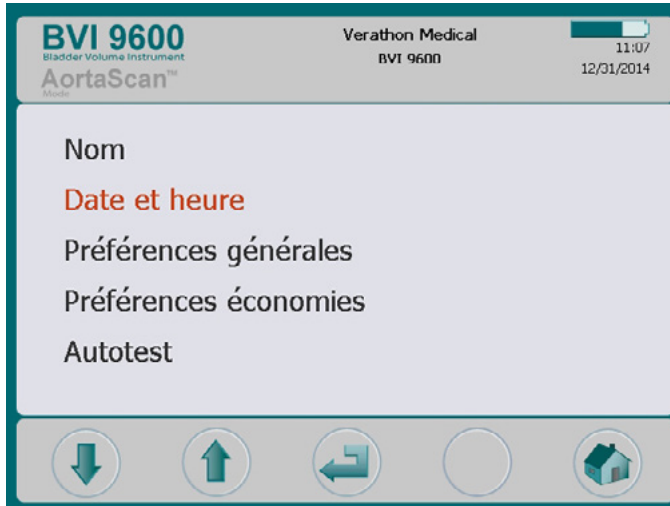 BVI 9600
Bladder Volume Instrument
AortaScan™
Mode
Verathon Medical
BVI 9600
11:07
12/31/2014
Nom
Date et heure
Préférences générales
Préférences économies
Autotest